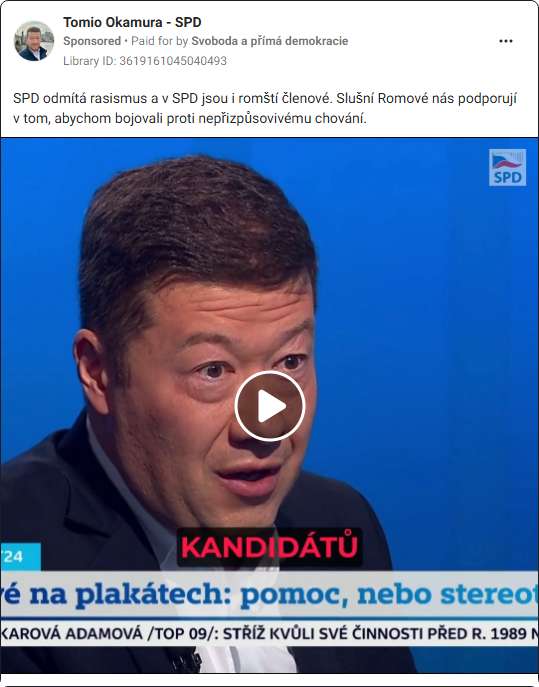 Tomio Okamura - SPD
Sponsored • Paid for by Svoboda a přímá demokracie
Library ID: 3619161045040493
SPD odmítá rasismus a v SPD jsou i romští členové. Slušní Romové nás podporují
v tom, abychom bojovali proti nepřizpůsovivému chování.
SPD
KANDIDÁTŮ
24
vé na plakátech: pomoc, nebo stereot
KAROVÁ ADAMOVÁ /TOP 09/: STŘÍŽ KVŮLI SVÉ ČINNOSTI PŘED R. 1989 N